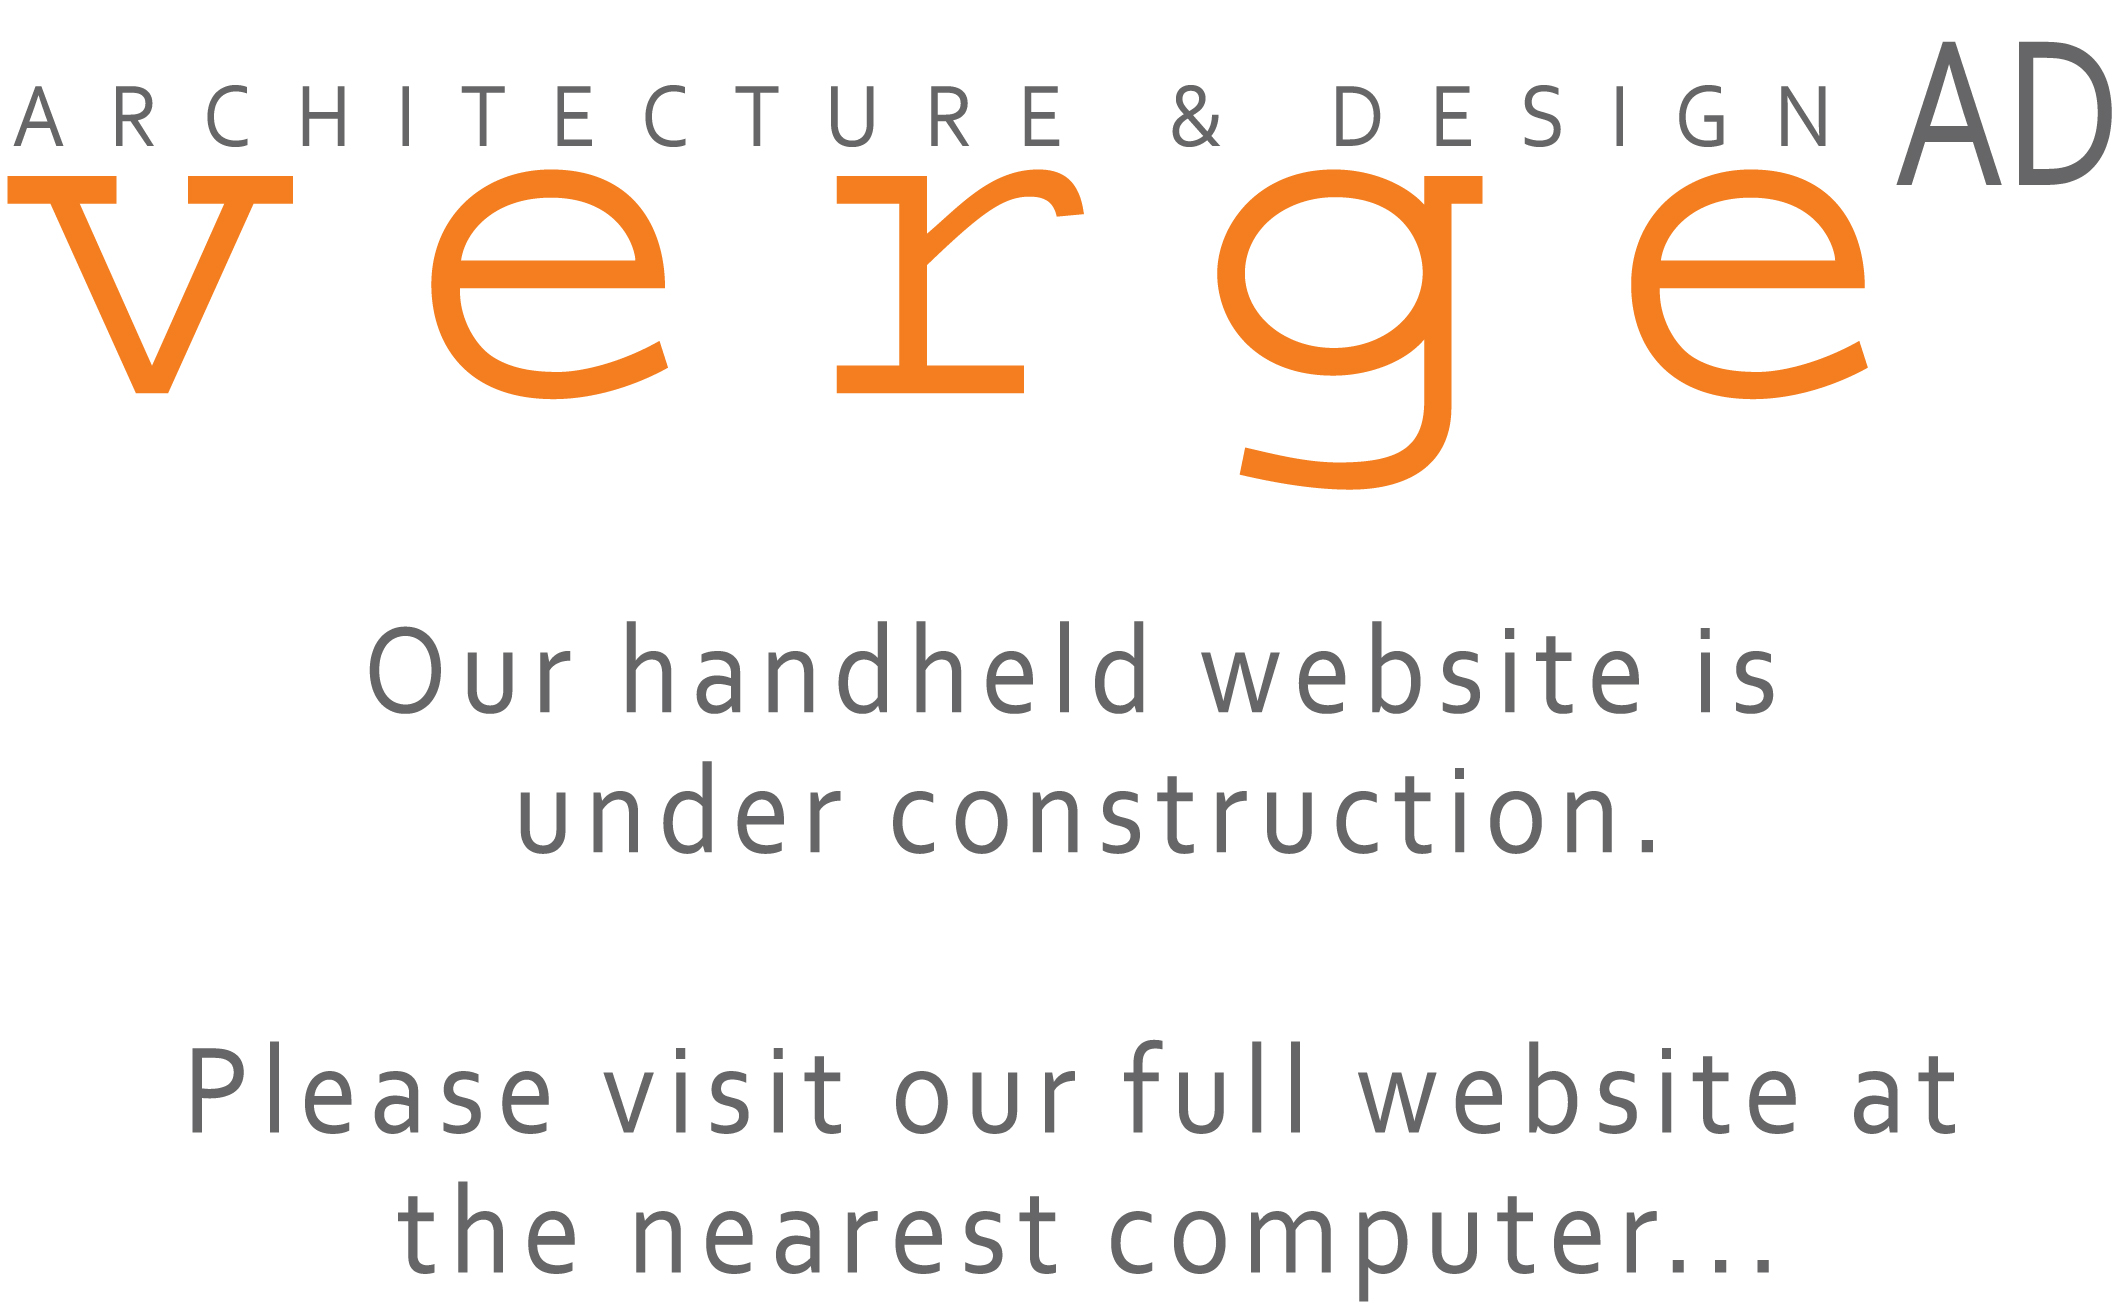 ARCHITECTURE & DESIGN AD
verge
Our handheld website is
under construction.
Please visit our full website at
the nearest computer...